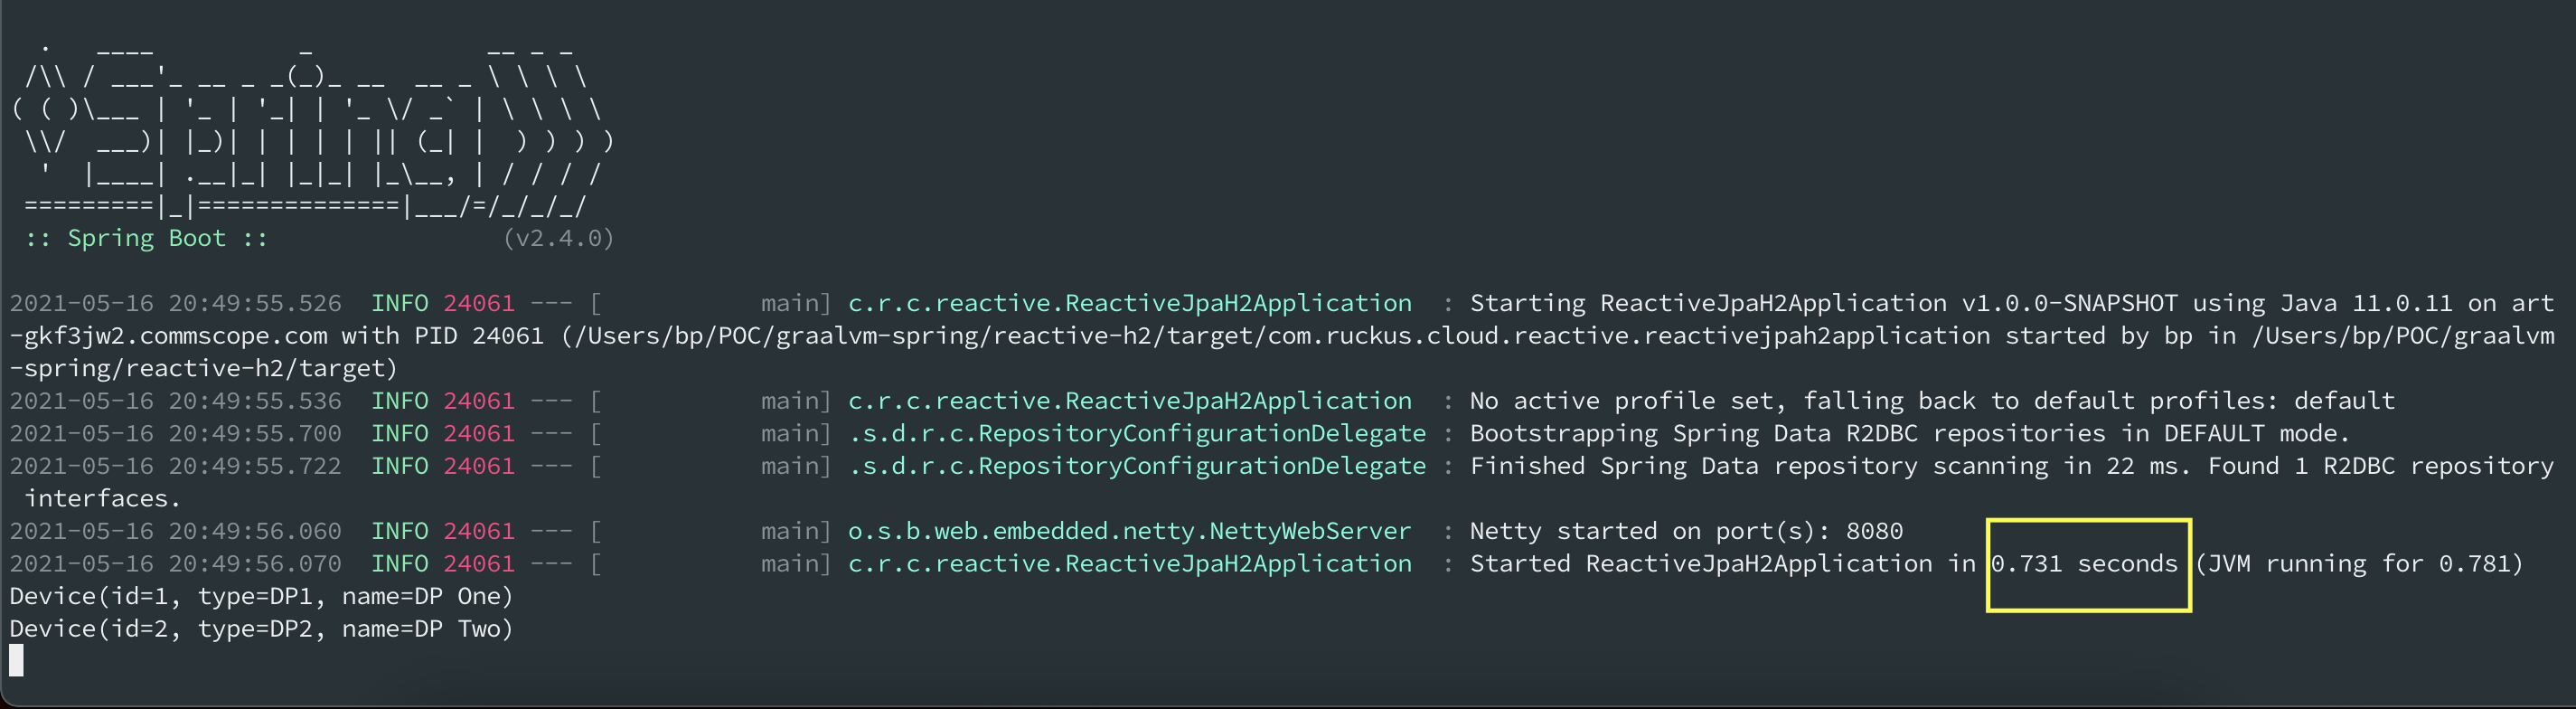 .   ____          _            __ _ _
 /\\ / ___'_ __ _ _(_)_ __  __ _ \ \ \ \
( ( )\___ | '_ | '_| | '_ \/ _` | \ \ \ \
 \\/  ___)| |_)| | | | | || (_| |  ) ) ) )
  '  |____| .__|_| |_|_| |_\__, | / / / /
 =========|_|==============|___/=/_/_/_/
 :: Spring Boot ::                (v2.4.0)
2021-05-16 20:49:55.526  INFO 24061 --- [           main] c.r.c.reactive.ReactiveJpaH2Application  : Starting ReactiveJpaH2Application v1.0.0-SNAPSHOT using Java 11.0.11 on art
-gkf3jw2.commscope.com with PID 24061 (/Users/bp/POC/graalvm-spring/reactive-h2/target/com.ruckus.cloud.reactive.reactivejpah2application started by bp in /Users/bp/POC/graalvm
-spring/reactive-h2/target)
2021-05-16 20:49:55.536  INFO 24061 --- [           main] c.r.c.reactive.ReactiveJpaH2Application  : No active profile set, falling back to default profiles: default
2021-05-16 20:49:55.700  INFO 24061 --- [           main] .s.d.r.c.RepositoryConfigurationDelegate : Bootstrapping Spring Data R2DBC repositories in DEFAULT mode.
2021-05-16 20:49:55.722  INFO 24061 --- [           main] .s.d.r.c.RepositoryConfigurationDelegate : Finished Spring Data repository scanning in 22 ms. Found 1 R2DBC repository
 interfaces.
2021-05-16 20:49:56.060  INFO 24061 --- [           main] o.s.b.web.embedded.netty.NettyWebServer  : Netty started on port(s): 8080
2021-05-16 20:49:56.070  INFO 24061 --- [           main] c.r.c.reactive.ReactiveJpaH2Application  : Started ReactiveJpaH2Application in 0.731 seconds (JVM running for 0.781)
Device(id=1, type=DP1, name=DP One)
Device(id=2, type=DP2, name=DP Two)